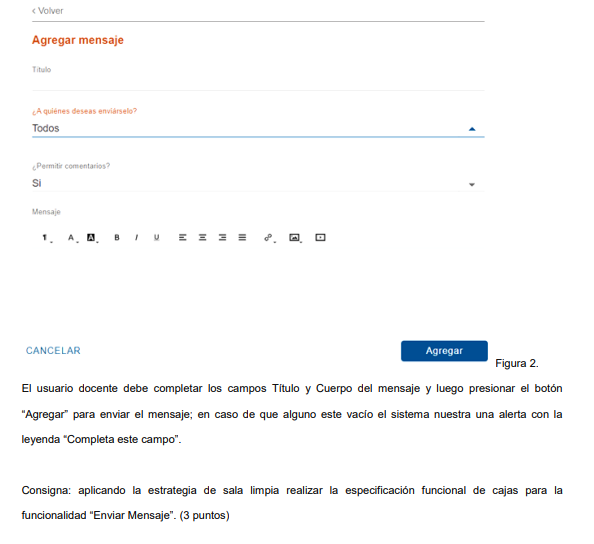 ‹ Volver
Agregar mensaje
Título
¿A quiénes deseas enviárselo?
Todos
¿Permitir comentarios?
Si
Mensaje
¶ A A B I U
CANCELAR
Agregar
Figura 2.
El usuario docente debe completar los campos Título y Cuerpo del mensaje y luego presionar el botón
“Agregar” para enviar el mensaje; en caso de que alguno este vacío el sistema nuestra una alerta con la
leyenda “Completa este campo”.
Consigna: aplicando la estrategia de sala limpia realizar la especificación funcional de cajas para la
funcionalidad “Enviar Mensaje”. (3 puntos)